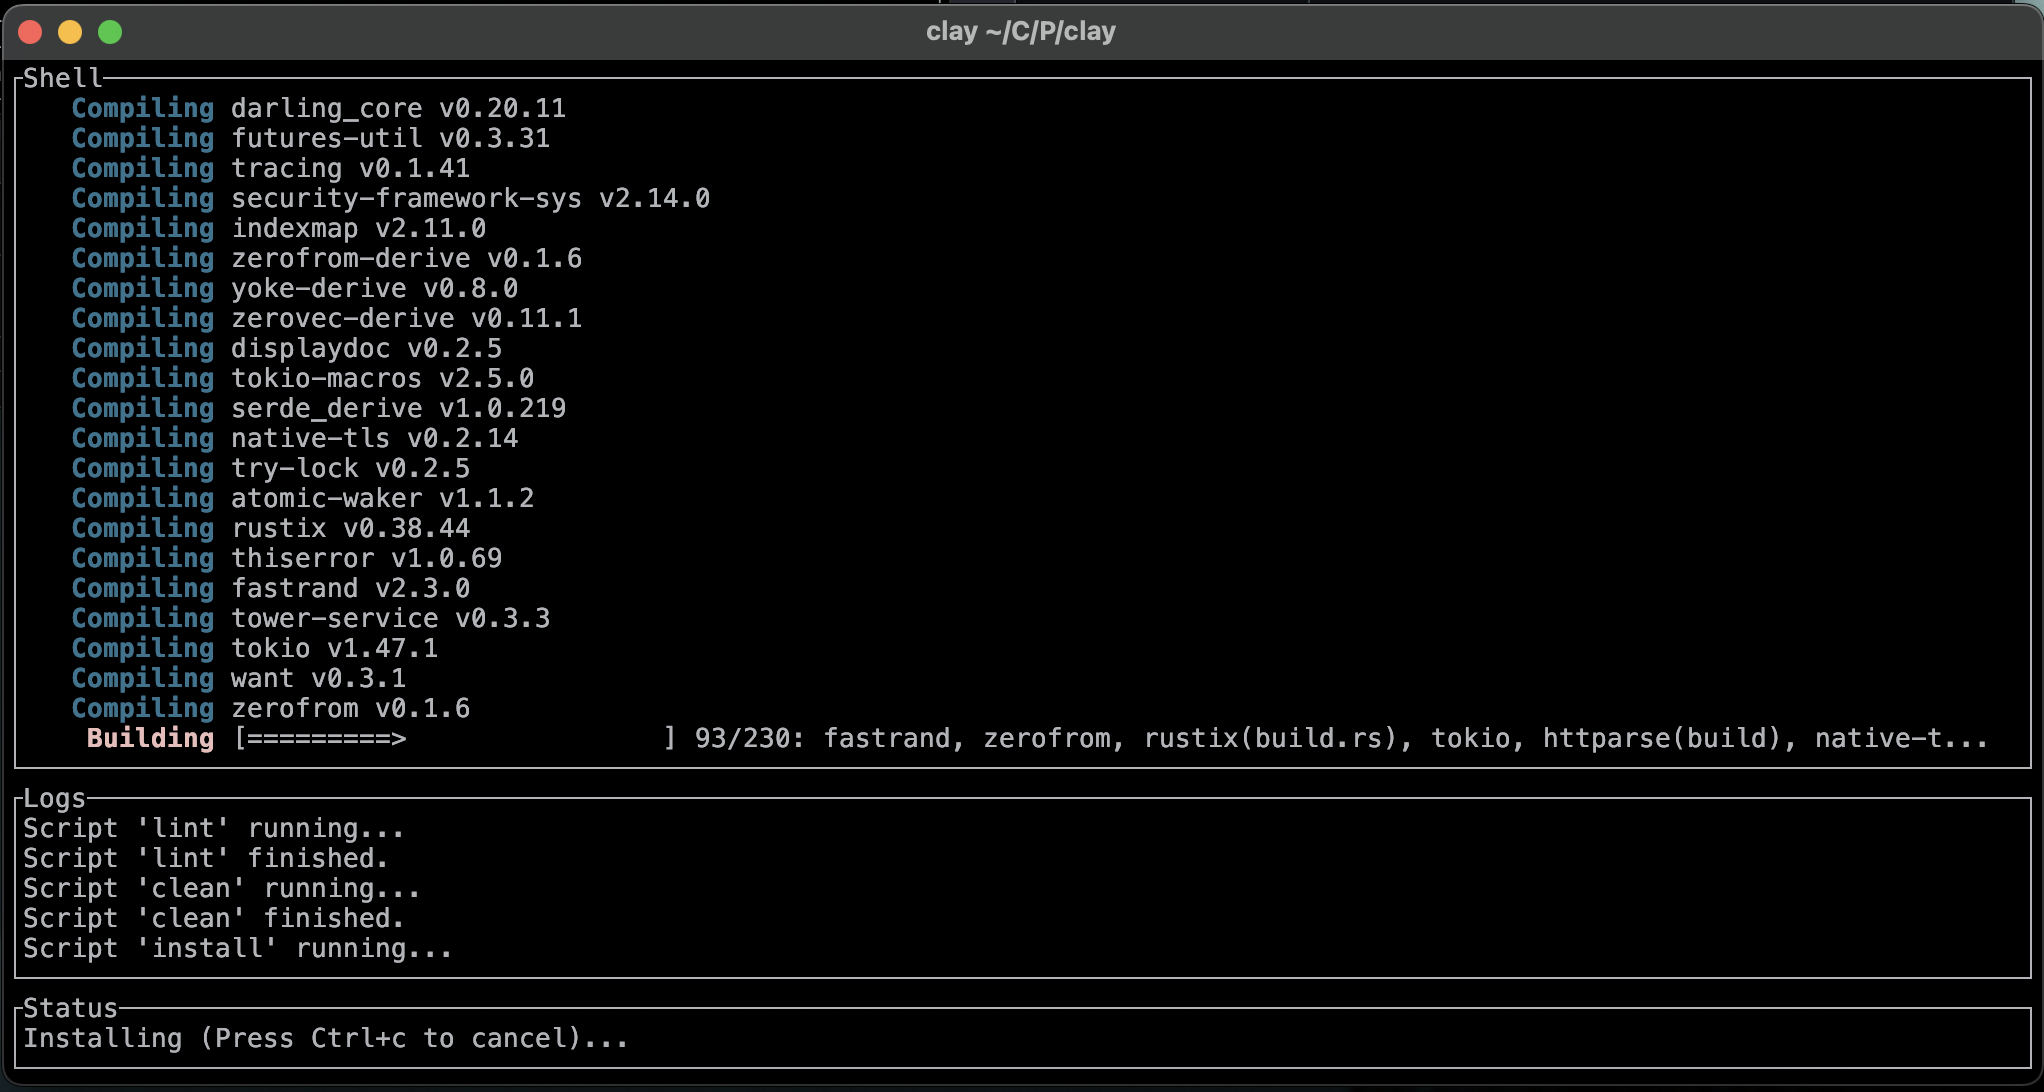 clay ~/C/P/clay
Shell
Compiling darling_core v0.20.11
Compiling futures-util v0.3.31
Compiling tracing v0.1.41
Compiling security-framework-sys v2.14.0
Compiling indexmap v2.11.0
Compiling zerofrom-derive v0.1.6
Compiling yoke-derive v0.8.0
Compiling zerovec-derive v0.11.1
Compiling displaydoc v0.2.5
Compiling tokio-macros v2.5.0
Compiling serde_derive v1.0.219
Compiling native-tls v0.2.14
Compiling try-lock v0.2.5
Compiling atomic-waker v1.1.2
Compiling rustix v0.38.44
Compiling thiserror v1.0.69
Compiling fastrand v2.3.0
Compiling tower-service v0.3.3
Compiling tokio v1.47.1
Compiling want v0.3.1
Compiling zerofrom v0.1.6
Building [=========>                ] 93/230: fastrand, zerofrom, rustix(build.rs), tokio, httparse(build), native-t...
Logs
Script 'lint' running...
Script 'lint' finished.
Script 'clean' running...
Script 'clean' finished.
Script 'install' running...
Status
Installing (Press Ctrl+c to cancel)...